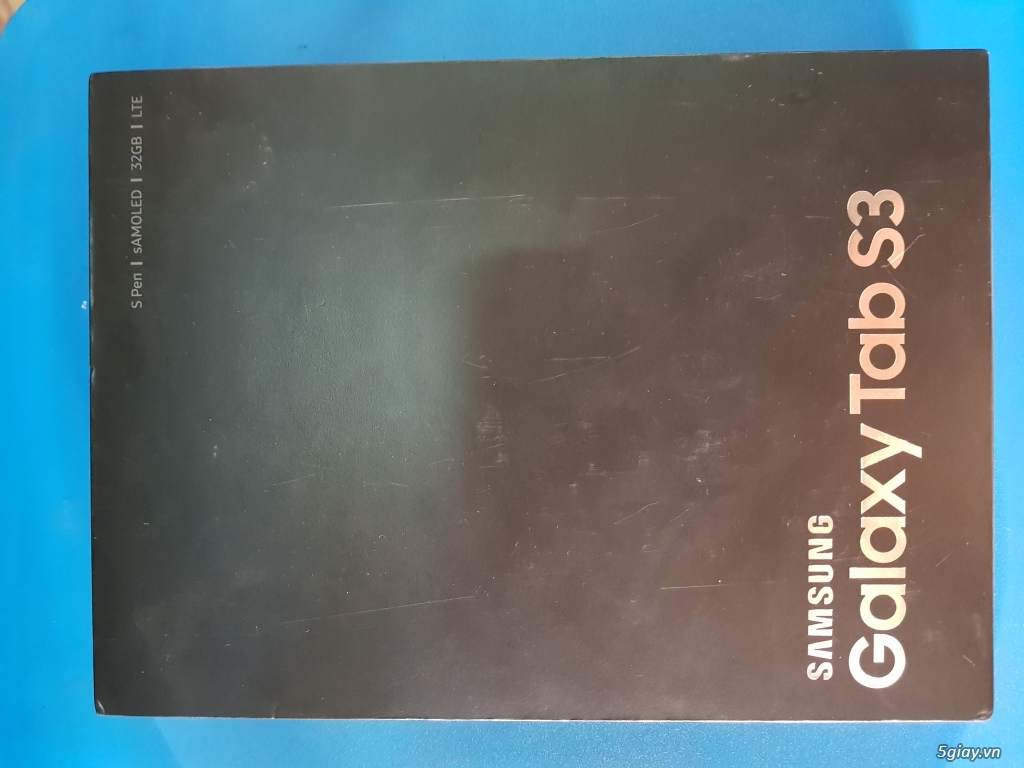 S Pen I sAMOLED I 32GB I LTE
SAMSUNG
Galaxy Tab S3
5giay.vn